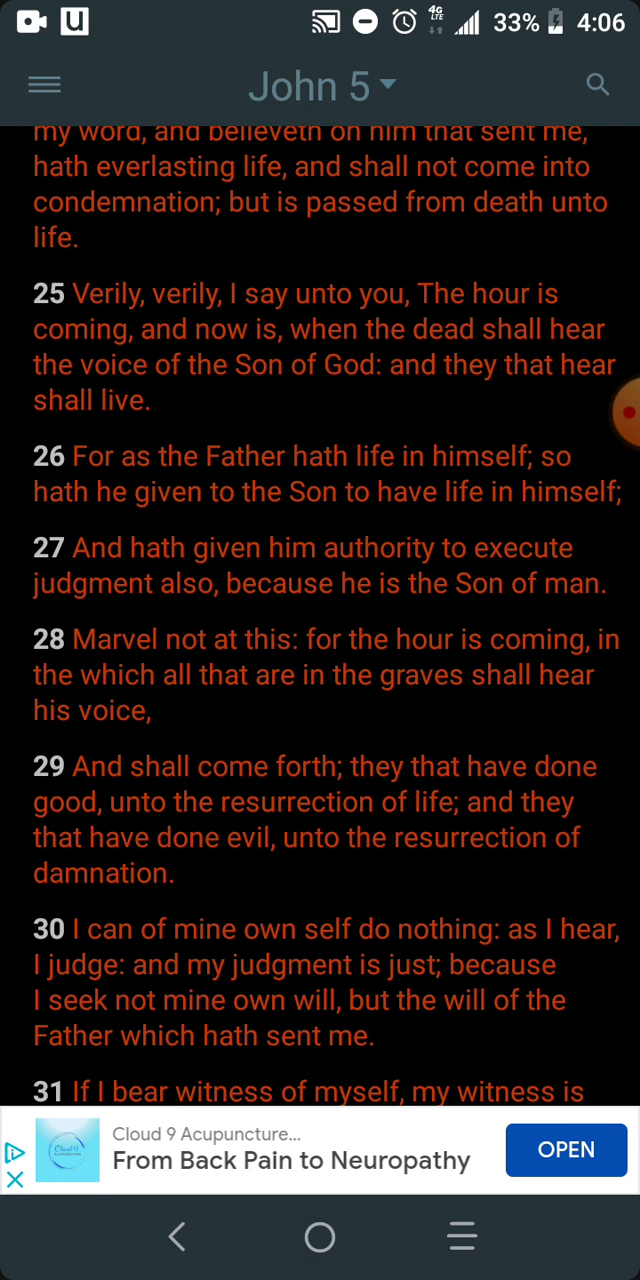 U 4G LTE 33% 4:06
John 5
my word, and believeth on him that sent me,
hath everlasting life, and shall not come into
condemnation; but is passed from death unto
life.
25 Verily, verily, I say unto you, The hour is
coming, and now is, when the dead shall hear
the voice of the Son of God: and they that hear
shall live.
26 For as the Father hath life in himself; so
hath he given to the Son to have life in himself;
27 And hath given him authority to execute
judgment also, because he is the Son of man.
28 Marvel not at this: for the hour is coming, in
the which all that are in the graves shall hear
his voice,
29 And shall come forth; they that have done
good, unto the resurrection of life; and they
that have done evil, unto the resurrection of
damnation.
30 I can of mine own self do nothing: as I hear,
I judge: and my judgment is just; because
I seek not mine own will, but the will of the
Father which hath sent me.
31 If I bear witness of myself, my witness is
Cloud 9 Acupuncture...
From Back Pain to Neuropathy
OPEN
Cloud 9